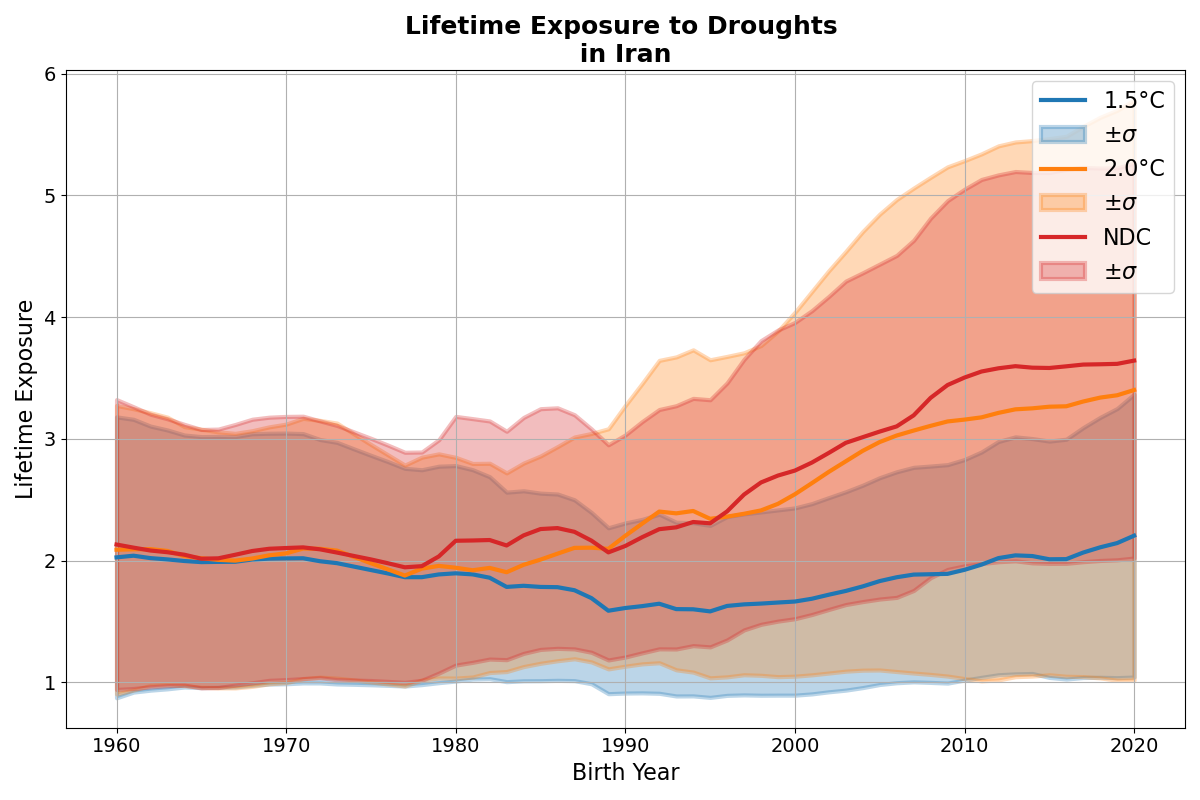 Lifetime Exposure to Droughts
in Iran
6
5
4
3
2
1
Lifetime Exposure
1960
1970
1980
1990
2000
2010
2020
Birth Year
1.5°C
±σ
2.0°C
±σ
NDC
±σ